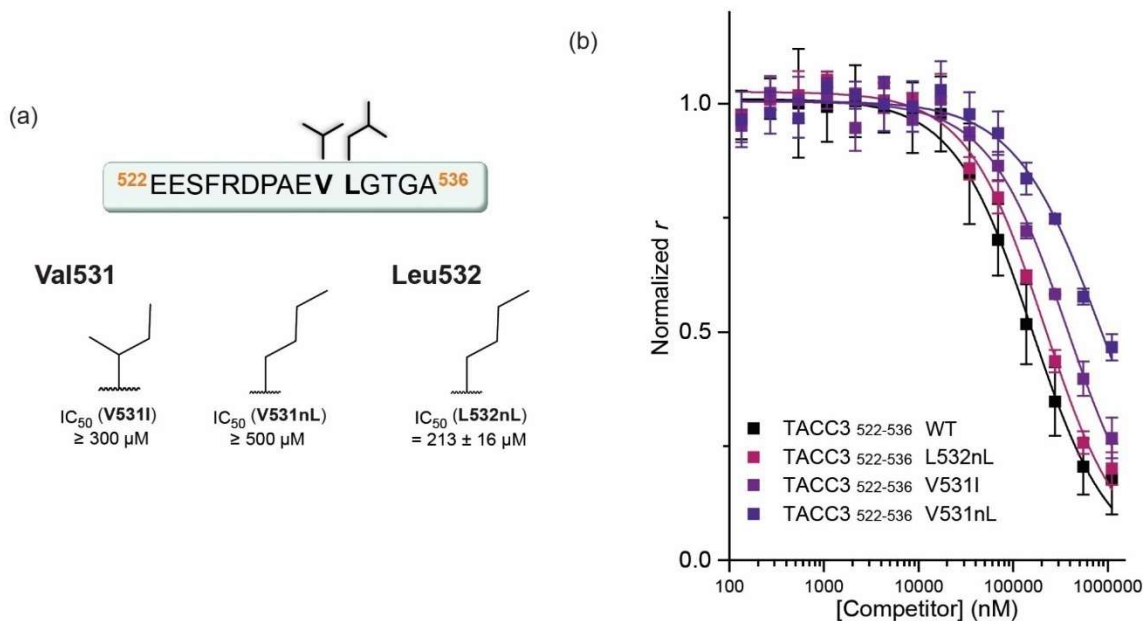 (a)
522EESFRDPAEV LGTGA536
Val531
Leu532
IC50 (V531I)
≥ 300 µM
IC50 (V531nL)
≥ 500 µM
IC50 (L532nL)
= 213 ± 16 µM
(b)
Normalized r
1.0
0.5
0.0
TACC3 522-536 WT
TACC3 522-536 L532nL
TACC3 522-536 V531I
TACC3 522-536 V531nL
100 1000 10000 100000 1000000
[Competitor] (nM)